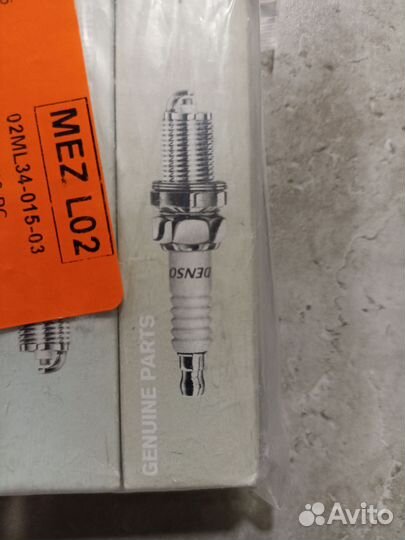 MEZ L02
02ML34-015-03
DENSO
GENUINE PARTS
Avito